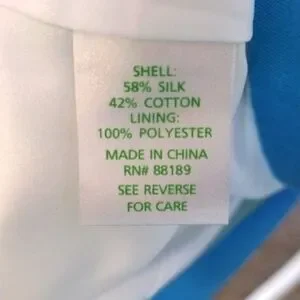 SHELL:
58% SILK
42% COTTON
LINING:
100% POLYESTER
MADE IN CHINA
RN# 88189
SEE REVERSE
FOR CARE